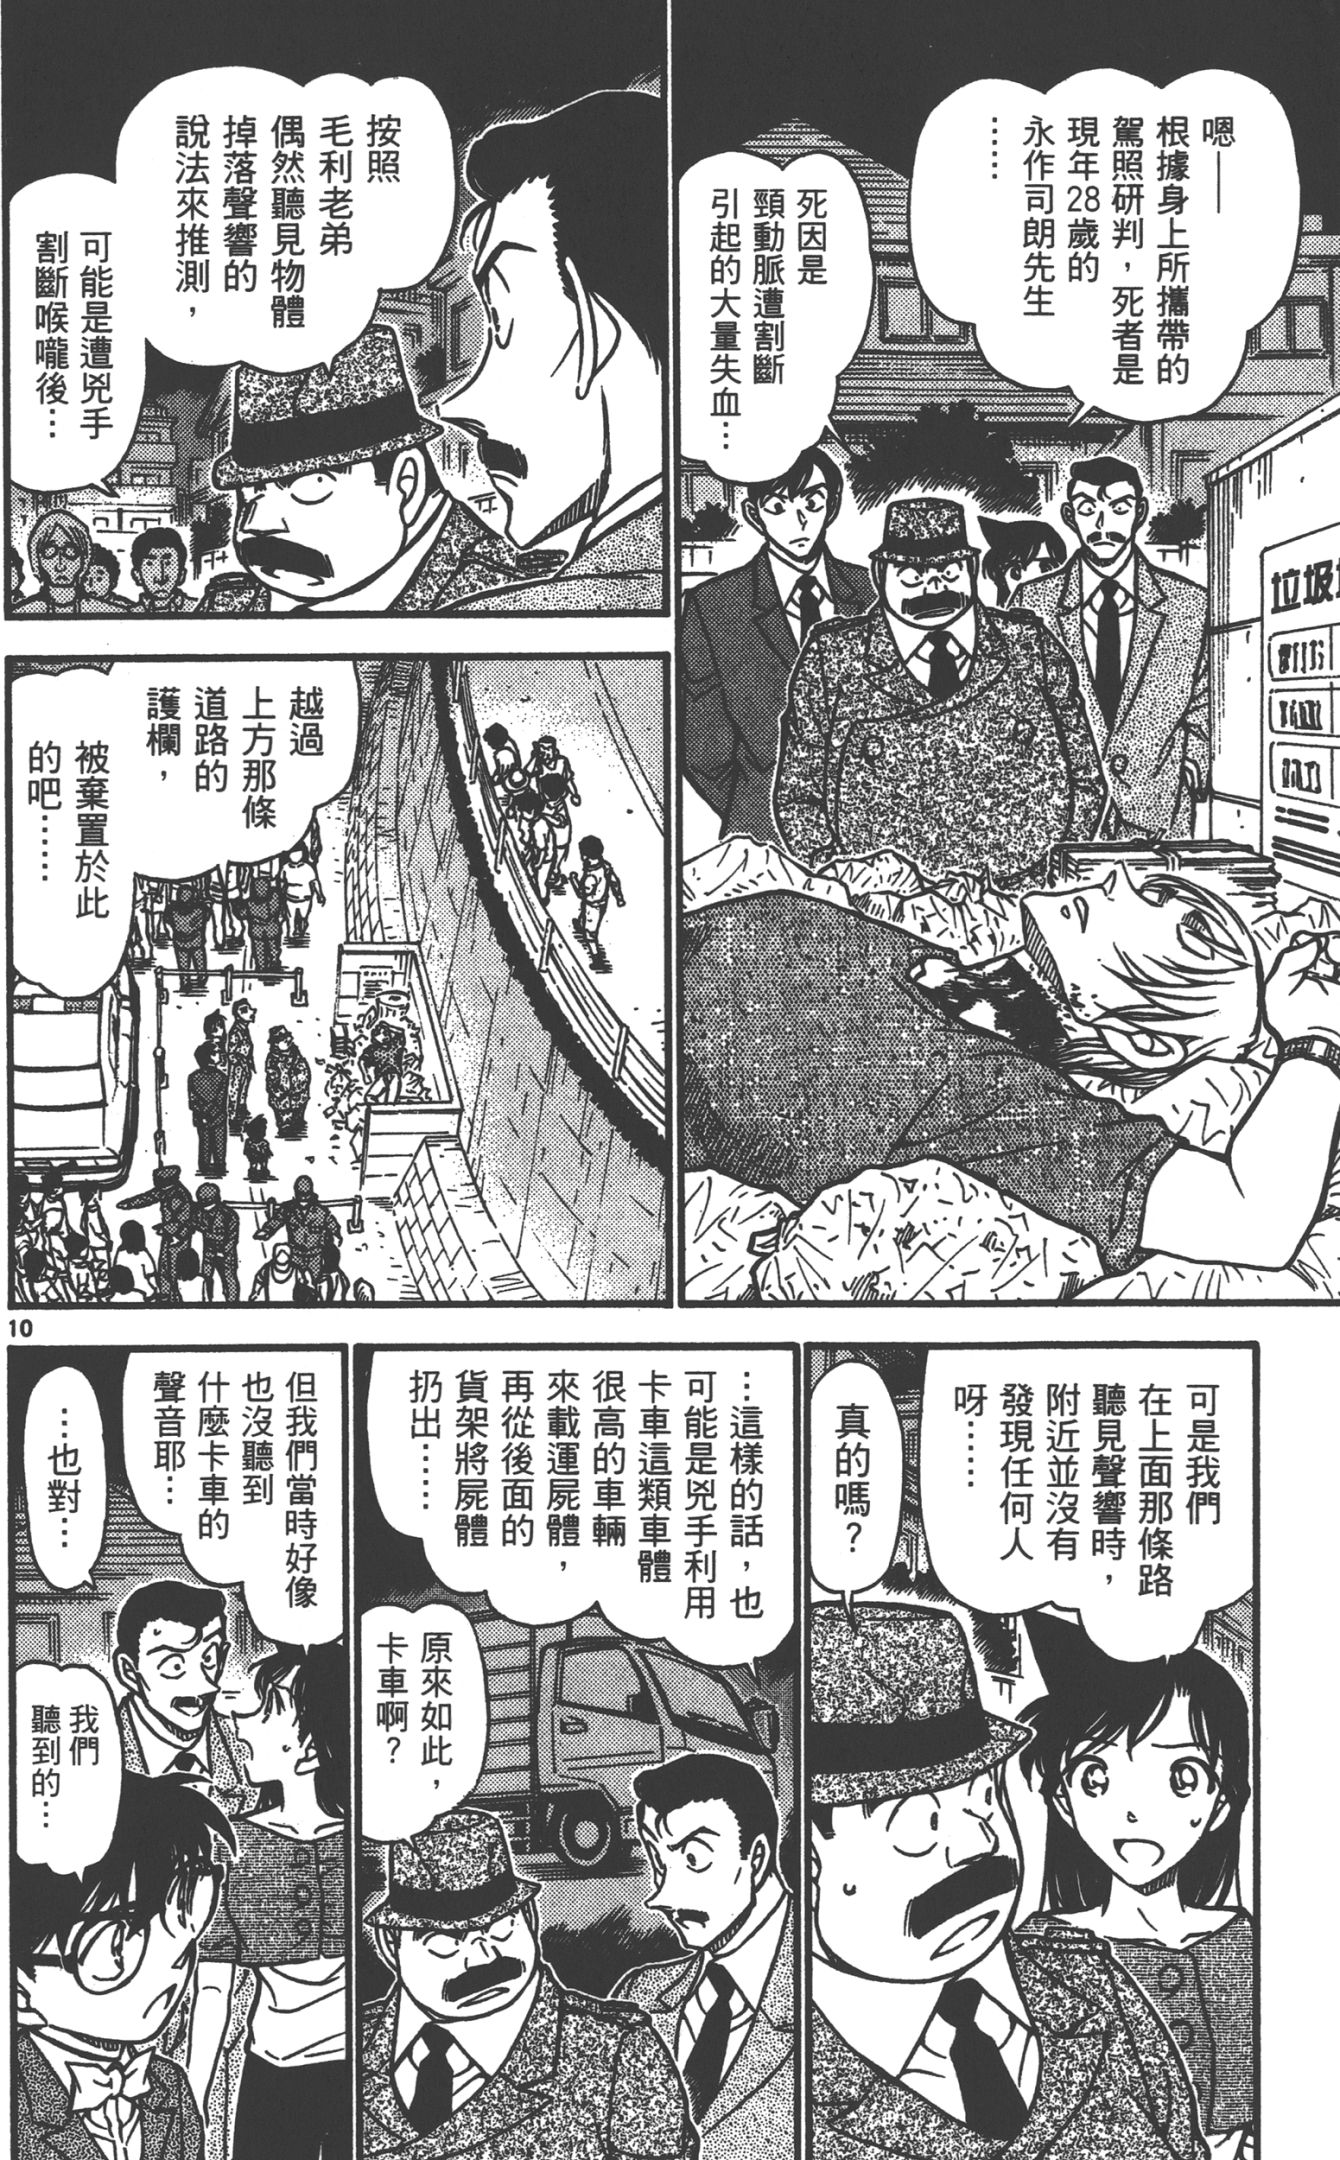 嗯——
根據身上所攜帶的
駕照研判，死者是
現年28歲的
永作司朗先生
……
死因是
頸動脈遭割斷
引起的大量失血…
垃圾
按照
毛利老弟
偶然聽見物體
掉落聲響的
說法來推測，
可能是遭兇手
割斷喉嚨後…
越過
上方那條
道路的
護欄，
被棄置於此
的吧……
10
可是我們
在上面那條路
聽見聲響時，
附近並沒有
發現任何人
呀……
真的嗎？
…這樣的話，也
可能是兇手利用
卡車這類車體
很高的車輛
來載運屍體，
再從後面的
貨架將屍體
扔出……
原來如此，
卡車啊？
但我們當時好像
也沒聽到
什麼卡車的
聲音耶…
…也對…
我們
聽到的…